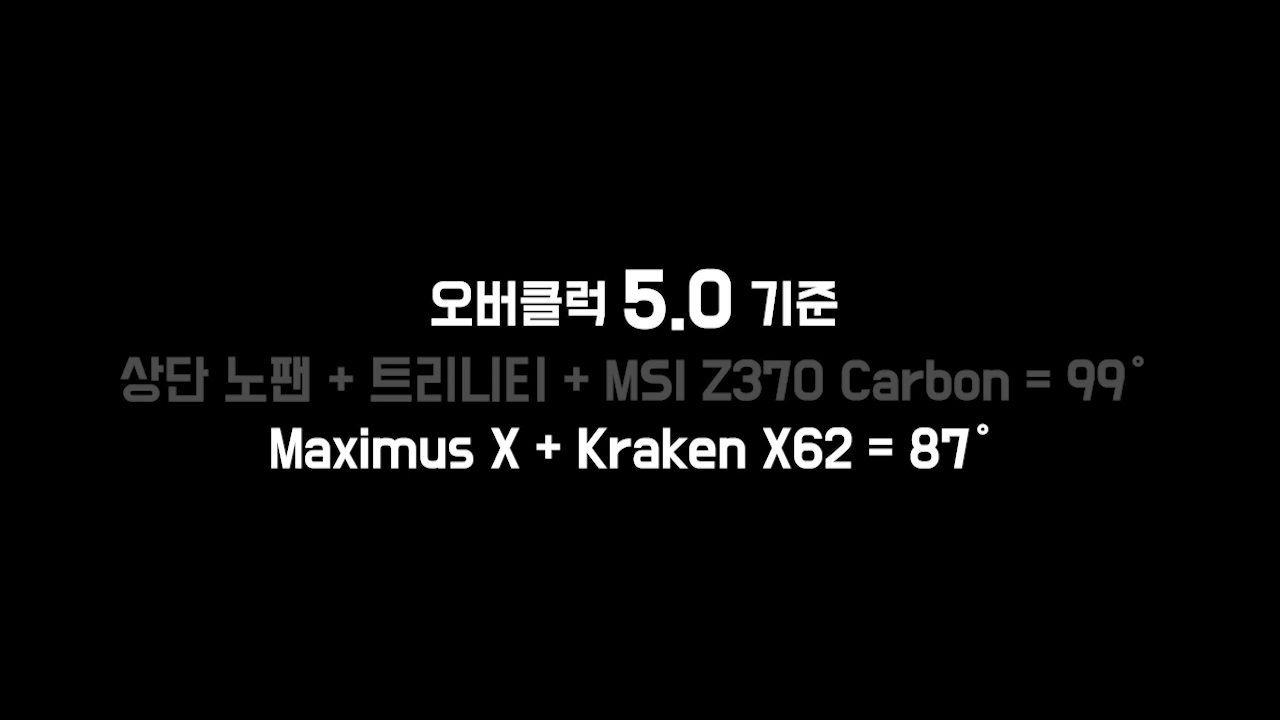 오버클럭 5.0 기준
상단 노팬 + 트리니티 + MSI Z370 Carbon = 99°
Maximus X + Kraken X62 = 87°